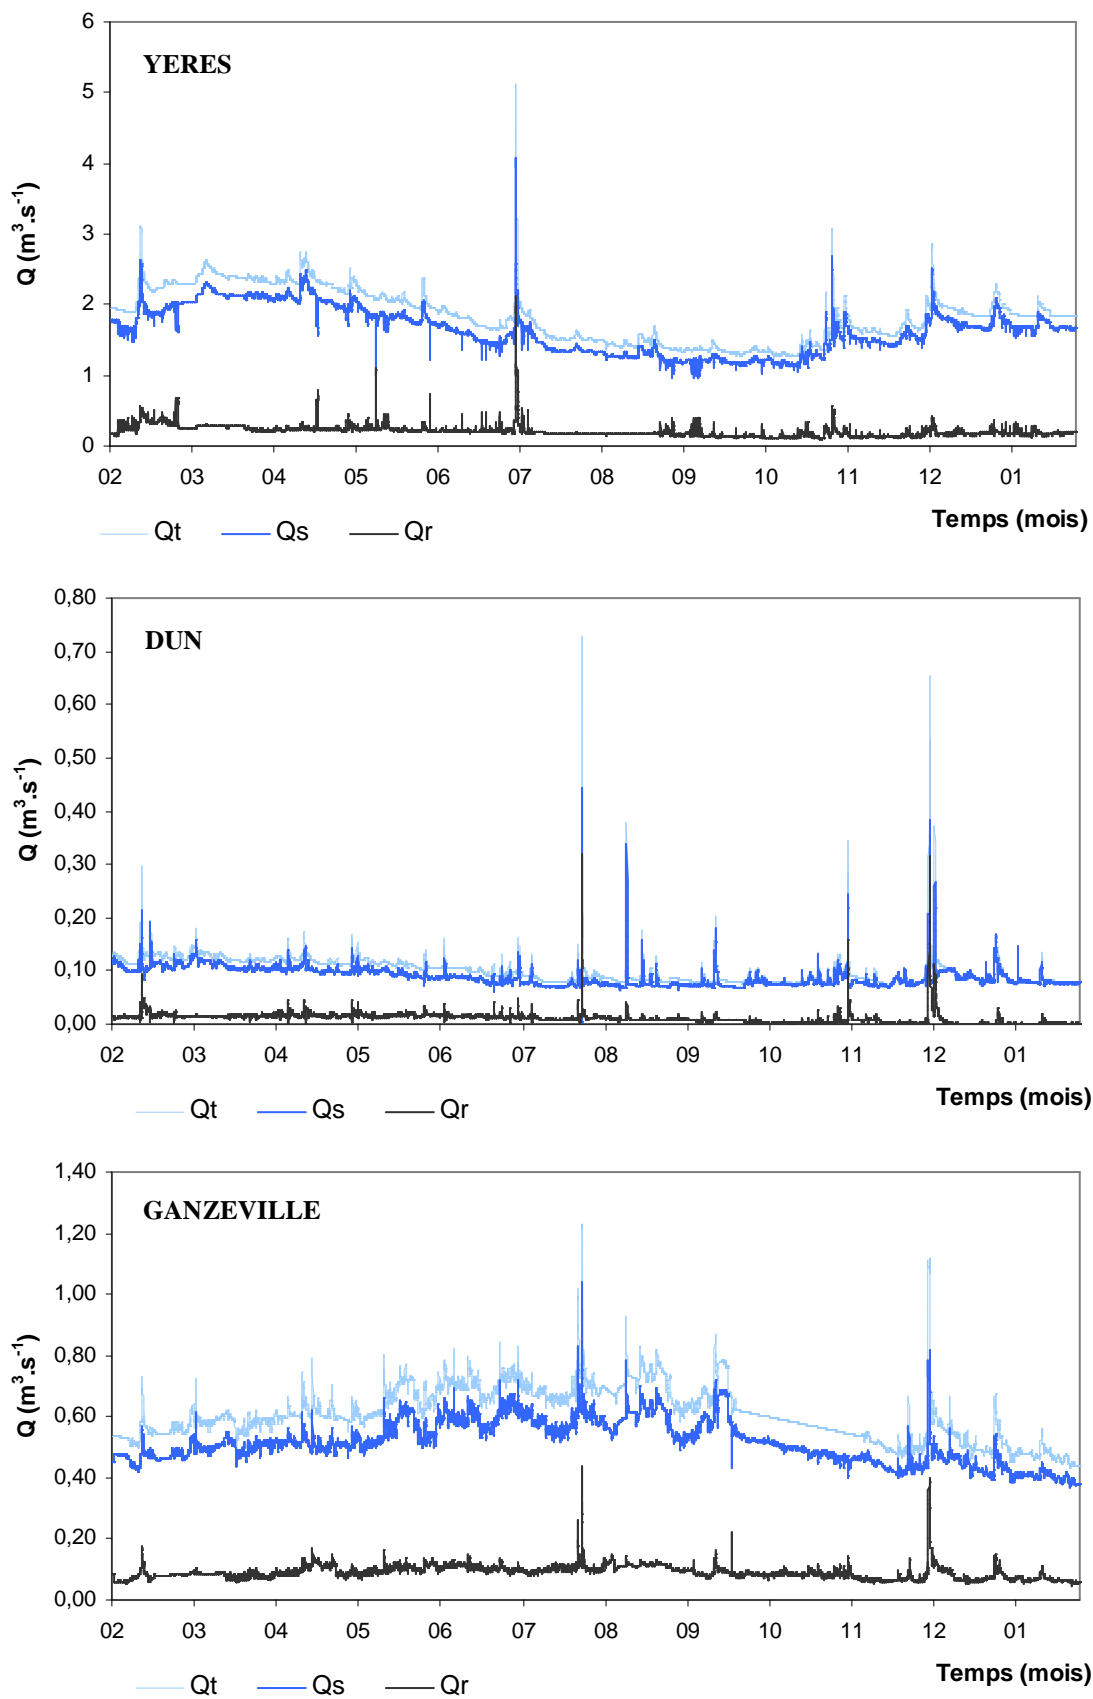 YERES
Q (m³.s⁻¹)
6
5
4
3
2
1
0
02 03 04 05 06 07 08 09 10 11 12 01
Temps (mois)
Qt Qs Qr
DUN
Q (m³.s⁻¹)
0,80
0,70
0,60
0,50
0,40
0,30
0,20
0,10
0,00
02 03 04 05 06 07 08 09 10 11 12 01
Temps (mois)
Qt Qs Qr
GANZEVILLE
Q (m³.s⁻¹)
1,40
1,20
1,00
0,80
0,60
0,40
0,20
0,00
02 03 04 05 06 07 08 09 10 11 12 01
Temps (mois)
Qt Qs Qr